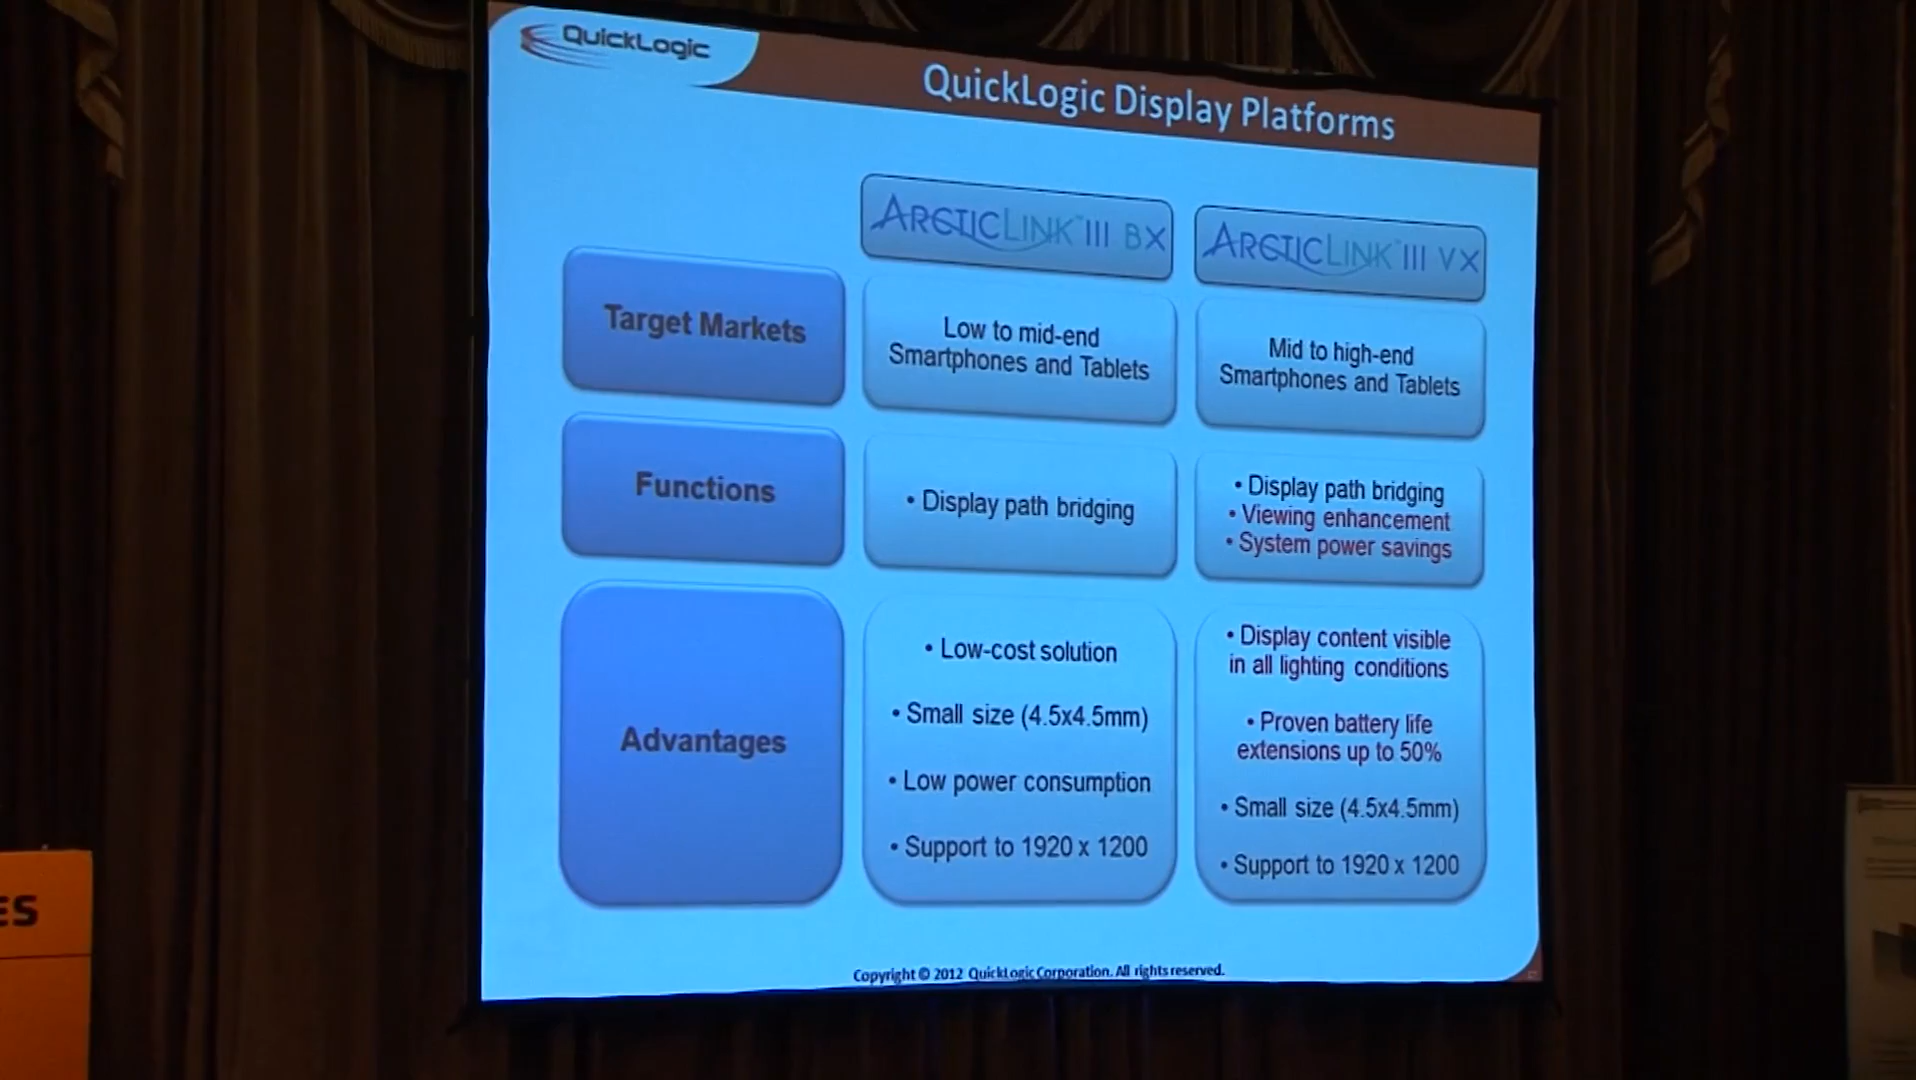 QuickLogic
QuickLogic Display Platforms
ArcticLink™ III BX
ArcticLink™ III VX
Target Markets
Low to mid-end
Smartphones and Tablets
Mid to high-end
Smartphones and Tablets
Functions
• Display path bridging
• Display path bridging
• Viewing enhancement
• System power savings
Advantages
• Low-cost solution
• Small size (4.5x4.5mm)
• Low power consumption
• Support to 1920 x 1200
• Display content visible
in all lighting conditions
• Proven battery life
extensions up to 50%
• Small size (4.5x4.5mm)
• Support to 1920 x 1200
Copyright © 2012 QuickLogic Corporation. All rights reserved.
ES